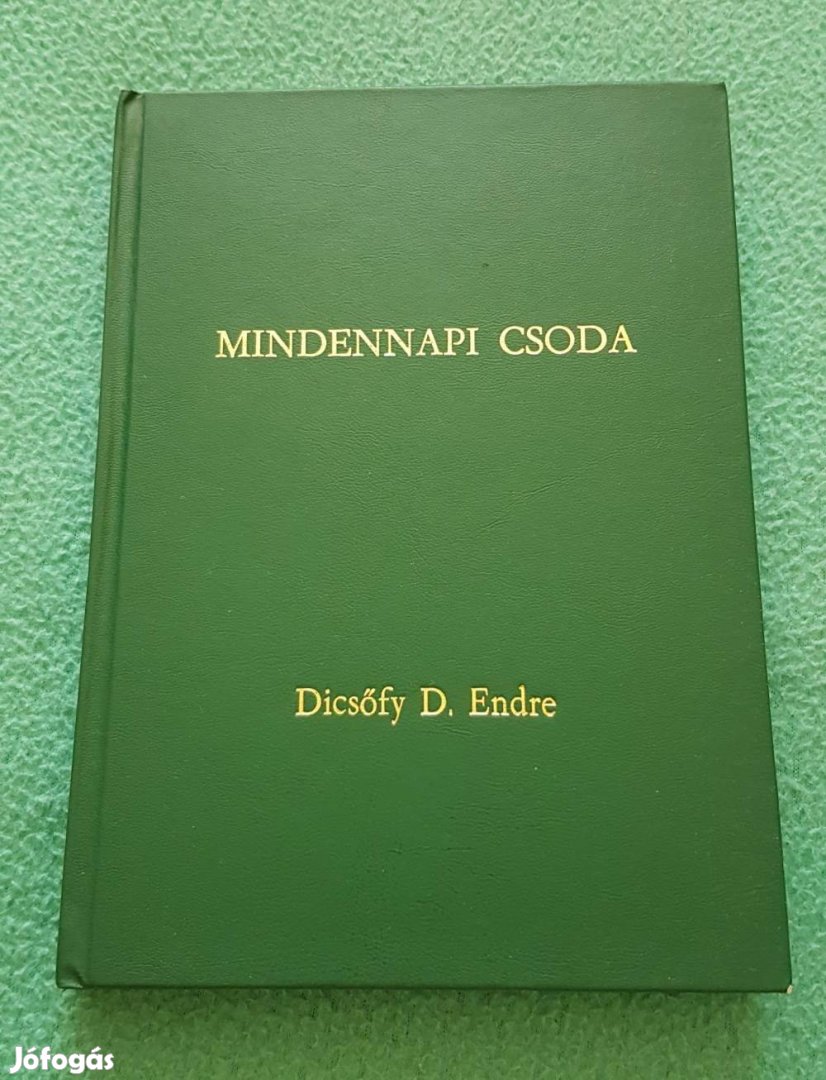 MINDENNAPI CSODA
Dicsőfy D. Endre
Jófogás